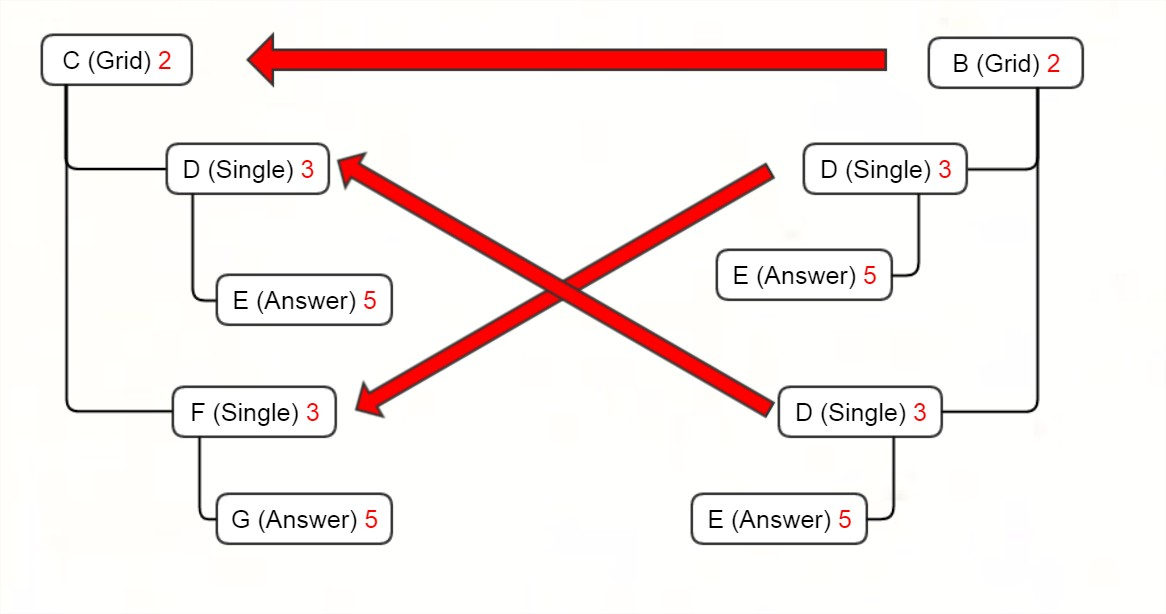 C (Grid) 2
B (Grid) 2
D (Single) 3
D (Single) 3
E (Answer) 5
E (Answer) 5
F (Single) 3
D (Single) 3
G (Answer) 5
E (Answer) 5